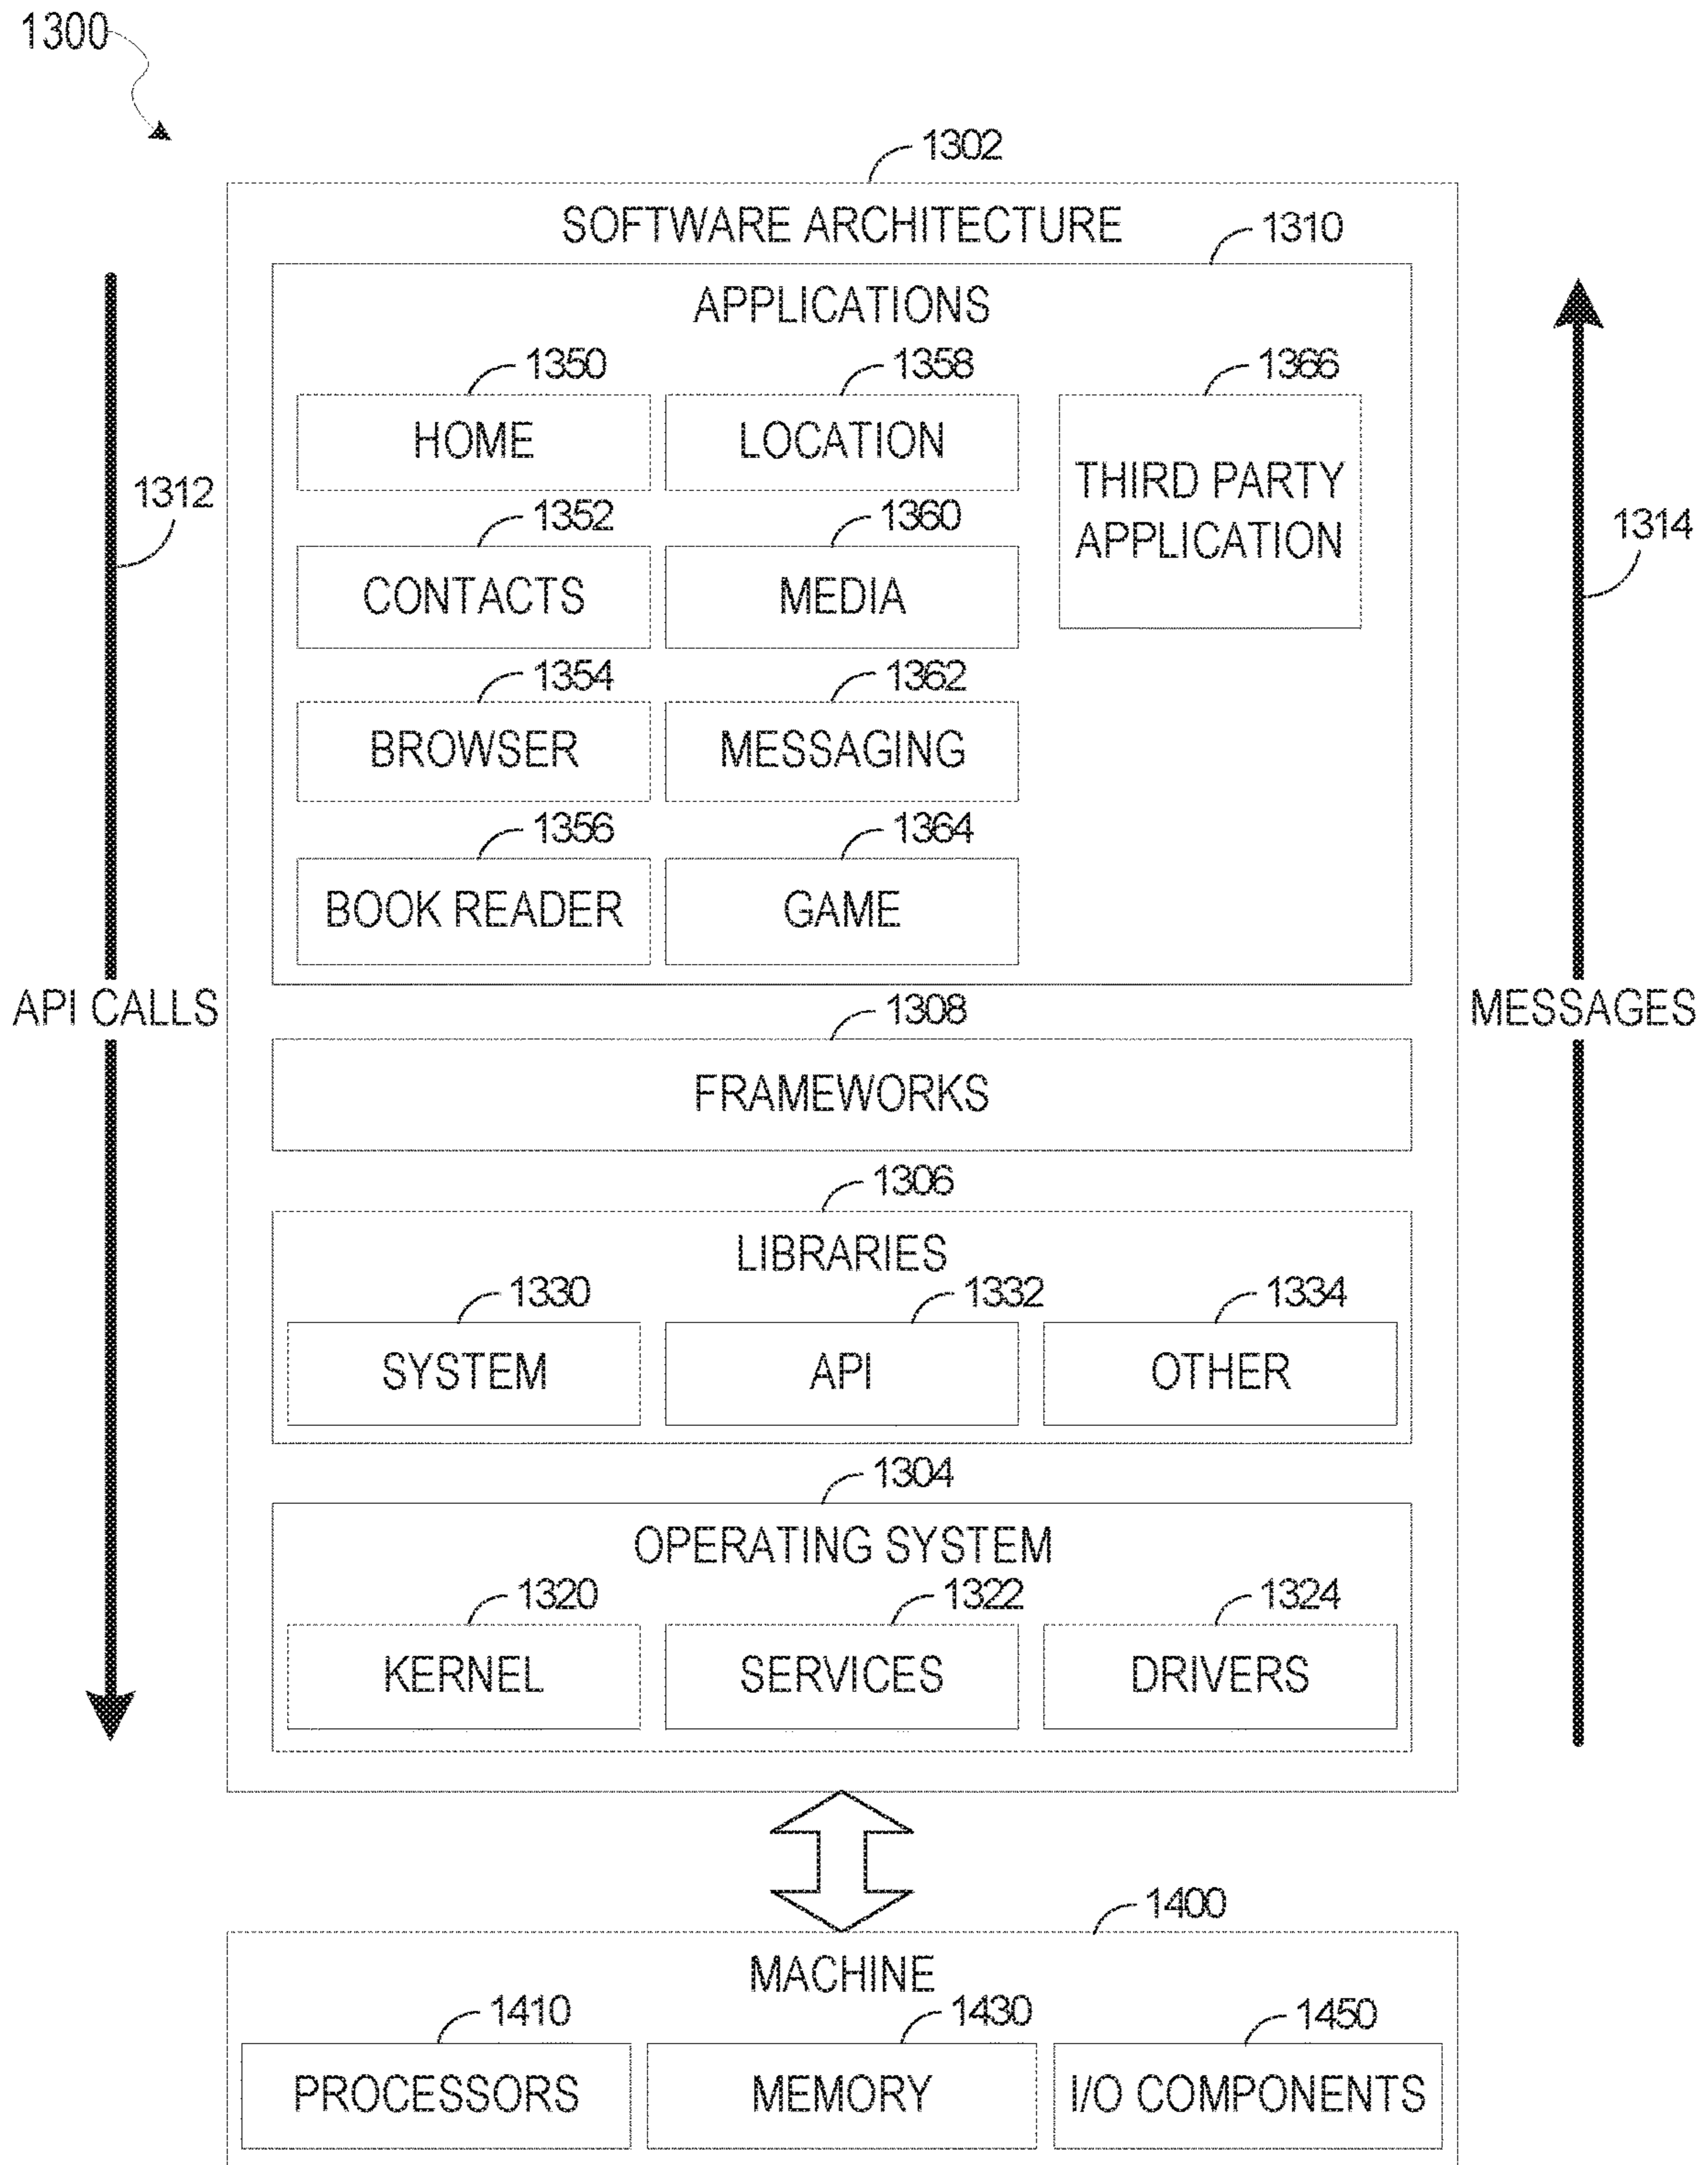 1300
1302
SOFTWARE ARCHITECTURE
1310
APPLICATIONS
1350
1358
1366
HOME
LOCATION
THIRD PARTY
APPLICATION
1312
1314
1352
1360
CONTACTS
MEDIA
1354
1362
BROWSER
MESSAGING
1356
1364
BOOK READER
GAME
API CALLS
MESSAGES
1308
FRAMEWORKS
1306
LIBRARIES
1330
1332
1334
SYSTEM
API
OTHER
1304
OPERATING SYSTEM
1320
1322
1324
KERNEL
SERVICES
DRIVERS
1400
MACHINE
1410
1430
1450
PROCESSORS
MEMORY
I/O COMPONENTS